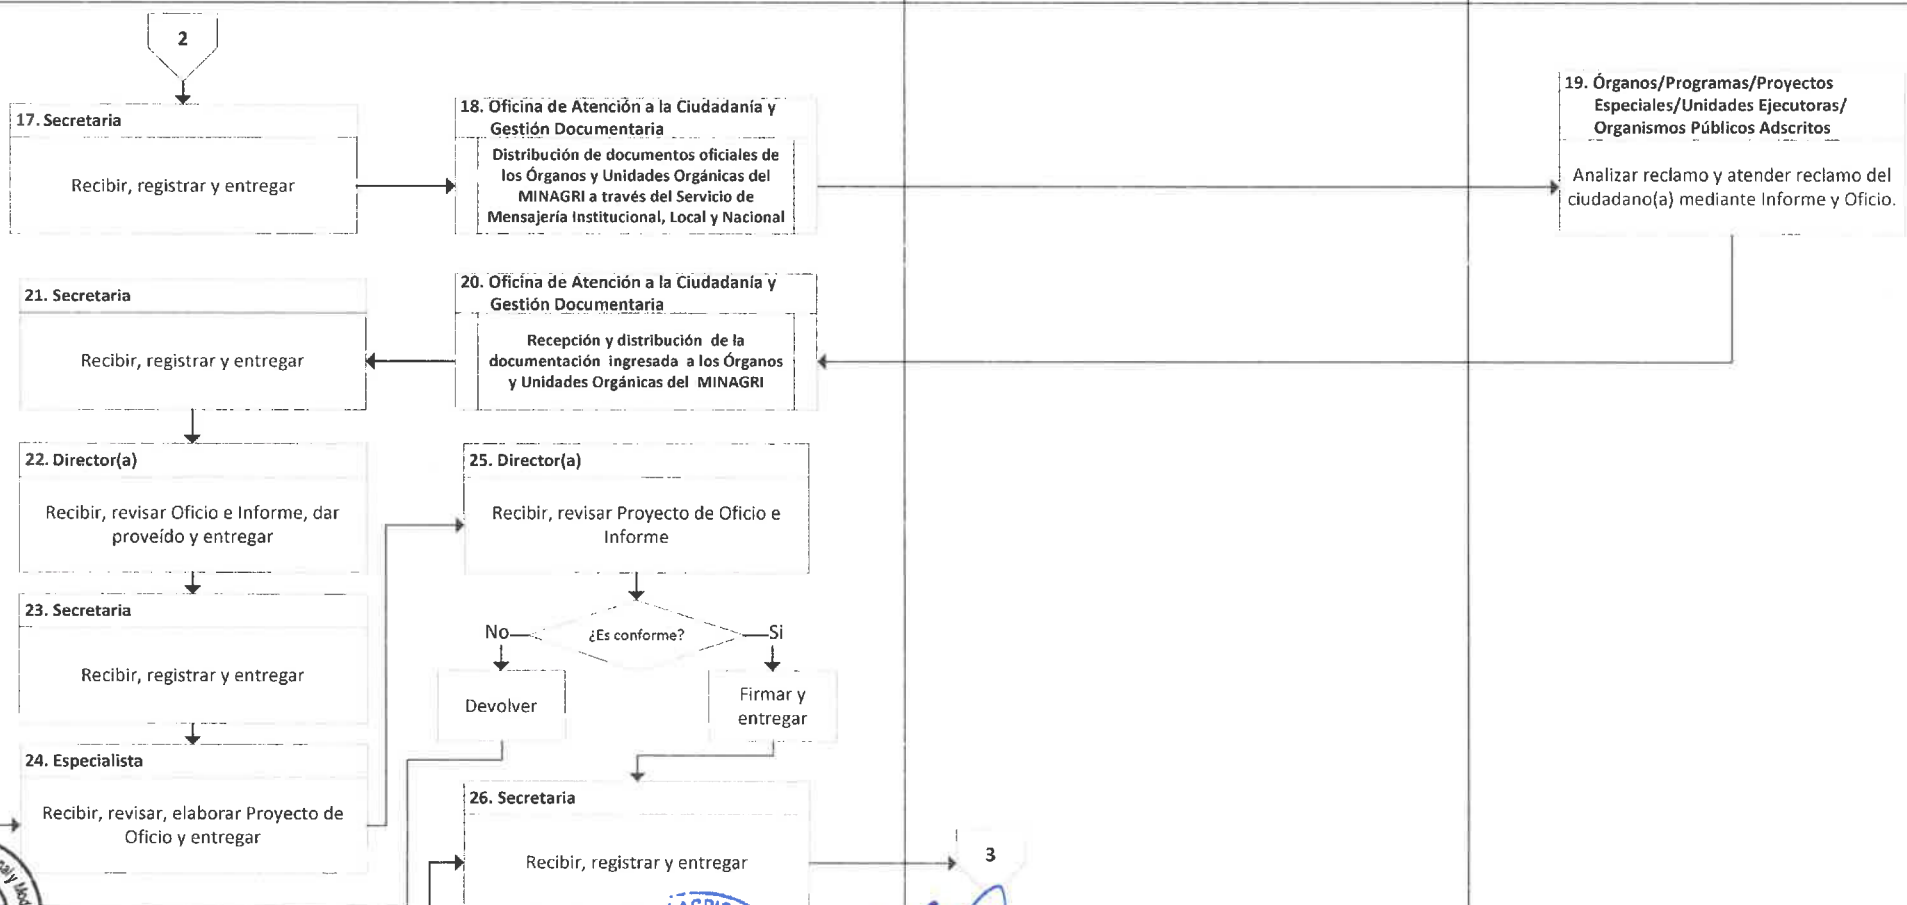 2
17. Secretaria
Recibir, registrar y entregar
18. Oficina de Atención a la Ciudadanía y
Gestión Documentaria
Distribución de documentos oficiales de
los Órganos y Unidades Orgánicas del
MINAGRI a través del Servicio de
Mensajería Institucional, Local y Nacional
19. Órganos/Programas/Proyectos
Especiales/Unidades Ejecutoras/
Organismos Públicos Adscritos
Analizar reclamo y atender reclamo del
ciudadano(a) mediante Informe y Oficio.
20. Oficina de Atención a la Ciudadanía y
Gestión Documentaria
Recepción y distribución de la
documentación ingresada a los Órganos
y Unidades Orgánicas del MINAGRI
21. Secretaria
Recibir, registrar y entregar
22. Director(a)
Recibir, revisar Oficio e Informe, dar
proveído y entregar
23. Secretaria
Recibir, registrar y entregar
24. Especialista
Recibir, revisar, elaborar Proyecto de
Oficio y entregar
25. Director(a)
Recibir, revisar Proyecto de Oficio e
Informe
¿Es conforme?
No
Si
Devolver
Firmar y
entregar
26. Secretaria
Recibir, registrar y entregar
3